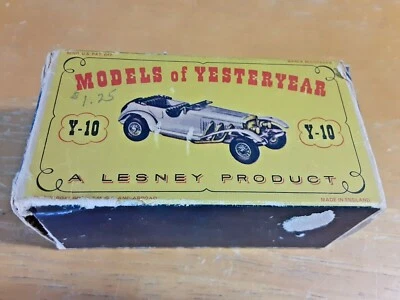 MODELS of YESTERYEAR
$1.25
Y-10
Y-10
A LESNEY PRODUCT
MADE IN ENGLAND